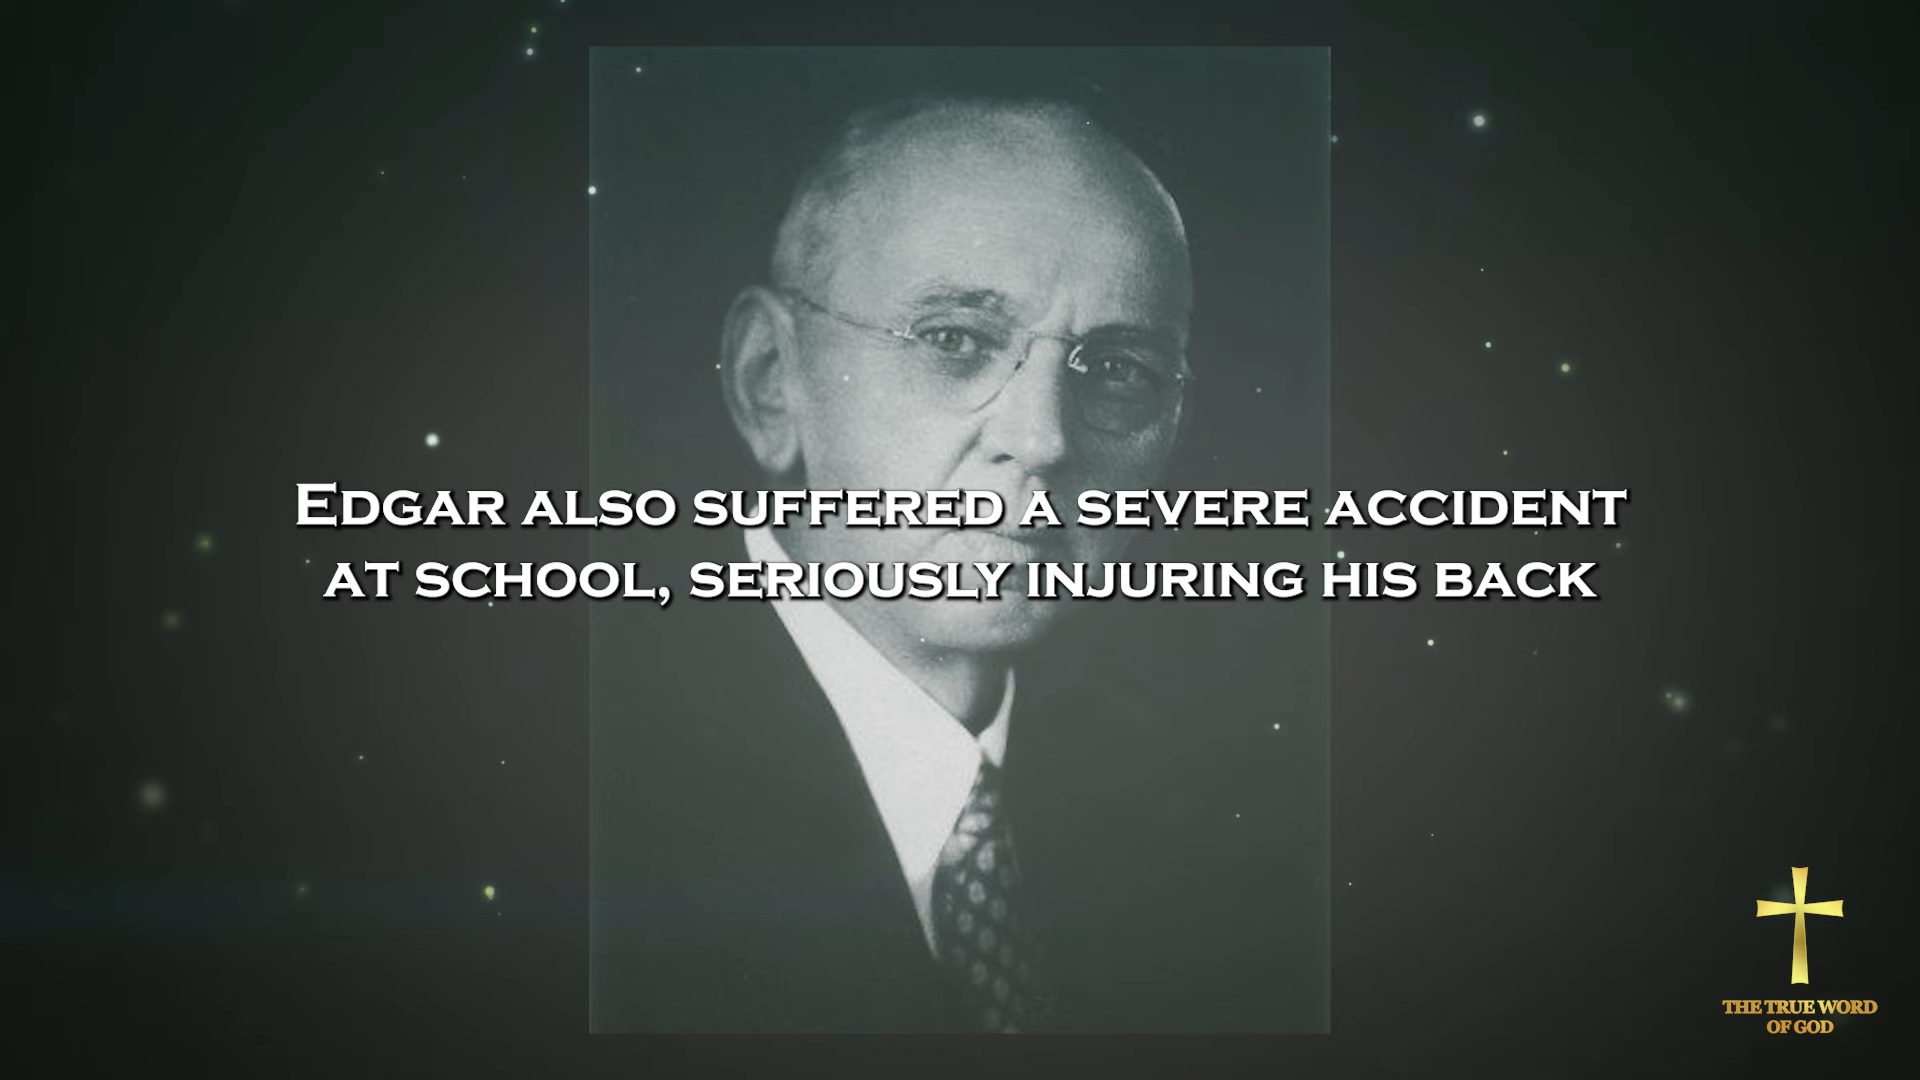 Edgar also suffered a severe accident
at school, seriously injuring his back
THE TRUE WORD
OF GOD